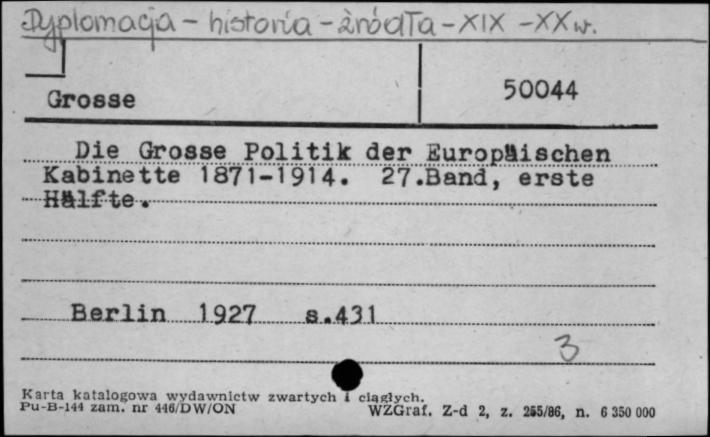 Dyplomacja - historia - źródła - XIX - XX w.
Grosse
50044
Die Grosse Politik der Europäischen
Kabinette 1871-1914. 27.Band, erste
Hälfte.
Berlin 1927 s.431
3
Karta katalogowa wydawnictw zwartych i ciągłych.
Pu-B-144 zam. nr 446/DW/ON
WZGraf. Z-d 2, z. 255/86, n. 6 350 000